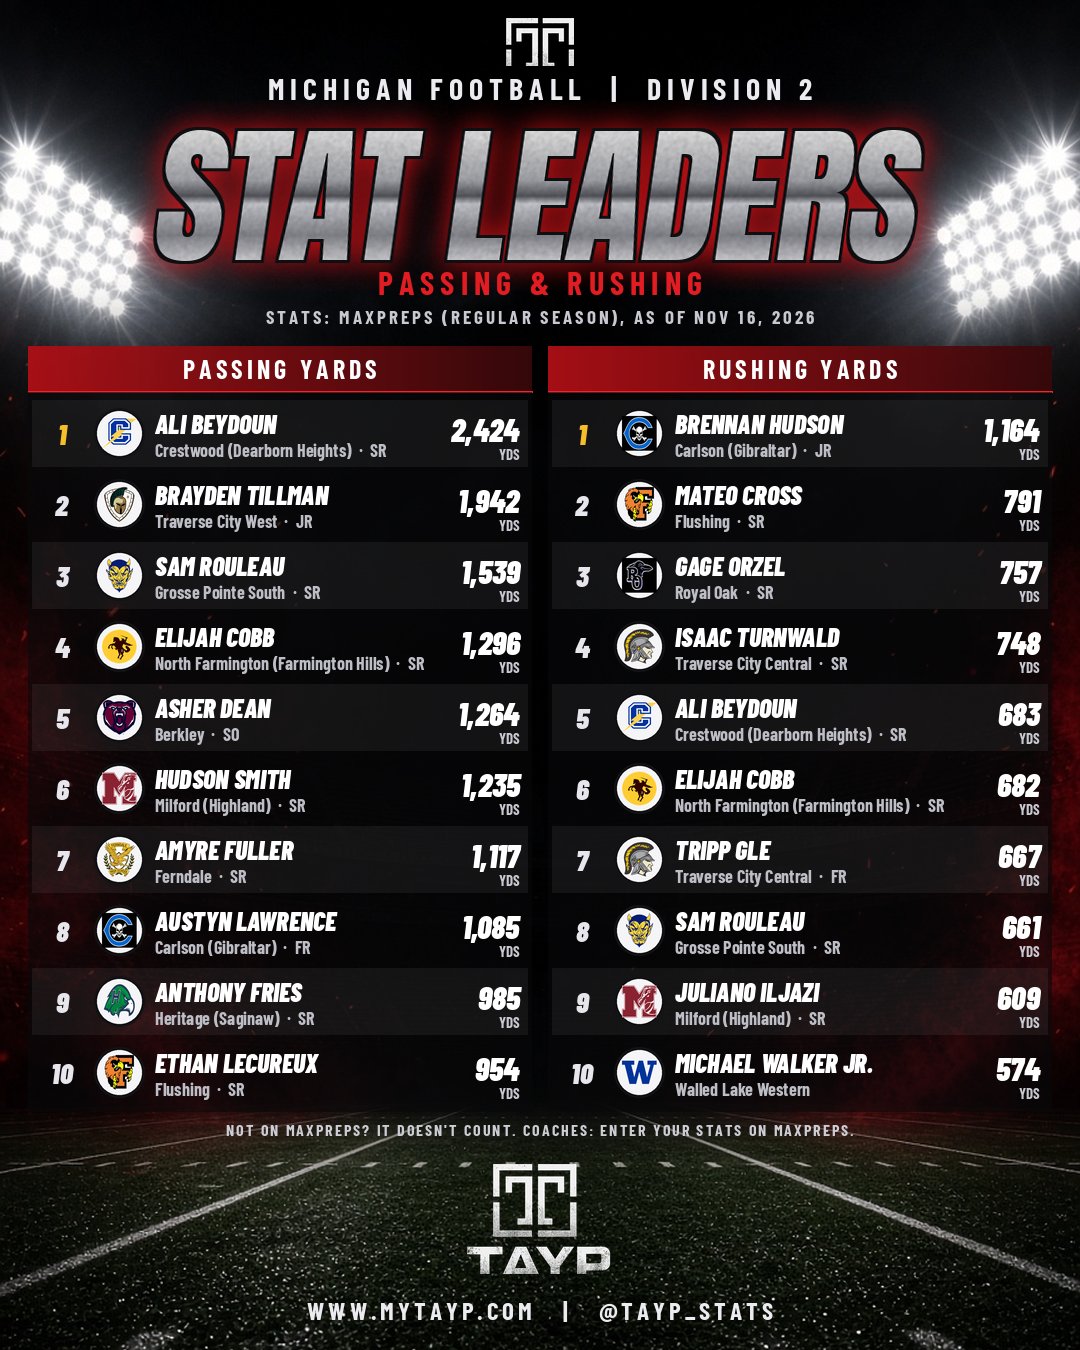 MICHIGAN FOOTBALL | DIVISION 2
STAT LEADERS
PASSING & RUSHING
STATS: MAXPREPS (REGULAR SEASON), AS OF NOV 16, 2026
PASSING YARDS
1 ALI BEYDOUN 2,424
Crestwood (Dearborn Heights) · SR YDS
2 BRAYDEN TILLMAN 1,942
Traverse City West · JR YDS
3 SAM ROULEAU 1,539
Grosse Pointe South · SR YDS
4 ELIJAH COBB 1,296
North Farmington (Farmington Hills) · SR YDS
5 ASHER DEAN 1,264
Berkley · SO YDS
6 HUDSON SMITH 1,235
Milford (Highland) · SR YDS
7 AMYRE FULLER 1,117
Ferndale · SR YDS
8 AUSTYN LAWRENCE 1,085
Carlson (Gibraltar) · FR YDS
9 ANTHONY FRIES 985
Heritage (Saginaw) · SR YDS
10 ETHAN LECUREUX 954
Flushing · SR YDS
RUSHING YARDS
1 BRENNAN HUDSON 1,164
Carlson (Gibraltar) · JR YDS
2 MATEO CROSS 791
Flushing · SR YDS
3 GAGE ORZEL 757
Royal Oak · SR YDS
4 ISAAC TURNWALD 748
Traverse City Central · SR YDS
5 ALI BEYDOUN 683
Crestwood (Dearborn Heights) · SR YDS
6 ELIJAH COBB 682
North Farmington (Farmington Hills) · SR YDS
7 TRIPP GLE 667
Traverse City Central · FR YDS
8 SAM ROULEAU 661
Grosse Pointe South · SR YDS
9 JULIANO ILJAZI 609
Milford (Highland) · SR YDS
10 MICHAEL WALKER JR. 574
Walled Lake Western YDS
NOT ON MAXPREPS? IT DOESN'T COUNT. COACHES: ENTER YOUR STATS ON MAXPREPS.
TAYP
WWW.MYTAYP.COM | @TAYP_STATS